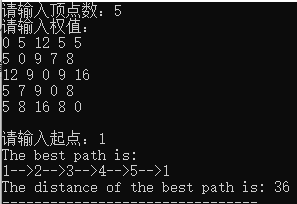 请输入顶点数：5
请输入权值：
0 5 12 5 5
5 0 9 7 8
12 9 0 9 16
5 7 9 0 8
5 8 16 8 0
请输入起点：1
The best path is:
1-->2-->3-->4-->5-->1
The distance of the best path is: 36
--------------------------------